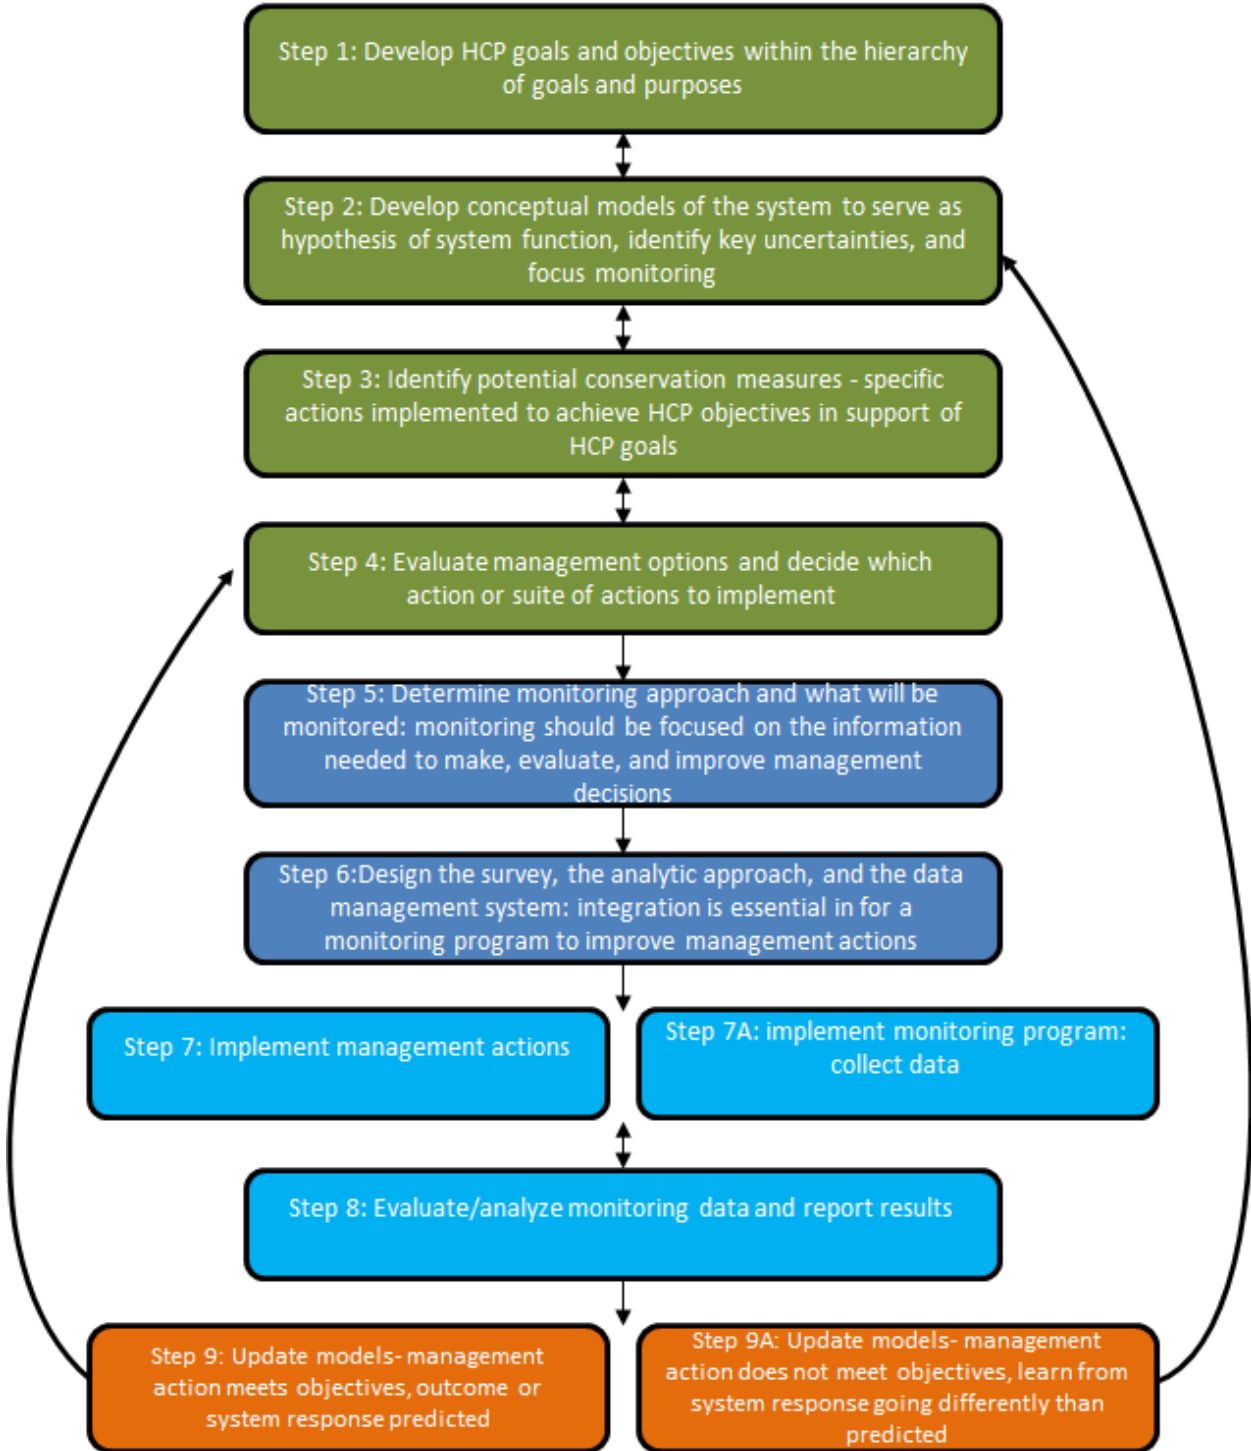 Step 1: Develop HCP goals and objectives within the hierarchy
of goals and purposes
Step 2: Develop conceptual models of the system to serve as
hypothesis of system function, identify key uncertainties, and
focus monitoring
Step 3: Identify potential conservation measures - specific
actions implemented to achieve HCP objectives in support of
HCP goals
Step 4: Evaluate management options and decide which
action or suite of actions to implement
Step 5: Determine monitoring approach and what will be
monitored: monitoring should be focused on the information
needed to make, evaluate, and improve management
decisions
Step 6:Design the survey, the analytic approach, and the data
management system: integration is essential in for a
monitoring program to improve management actions
Step 7: Implement management actions
Step 7A: implement monitoring program:
collect data
Step 8: Evaluate/analyze monitoring data and report results
Step 9: Update models- management
action meets objectives, outcome or
system response predicted
Step 9A: Update models- management
action does not meet objectives, learn from
system response going differently than
predicted